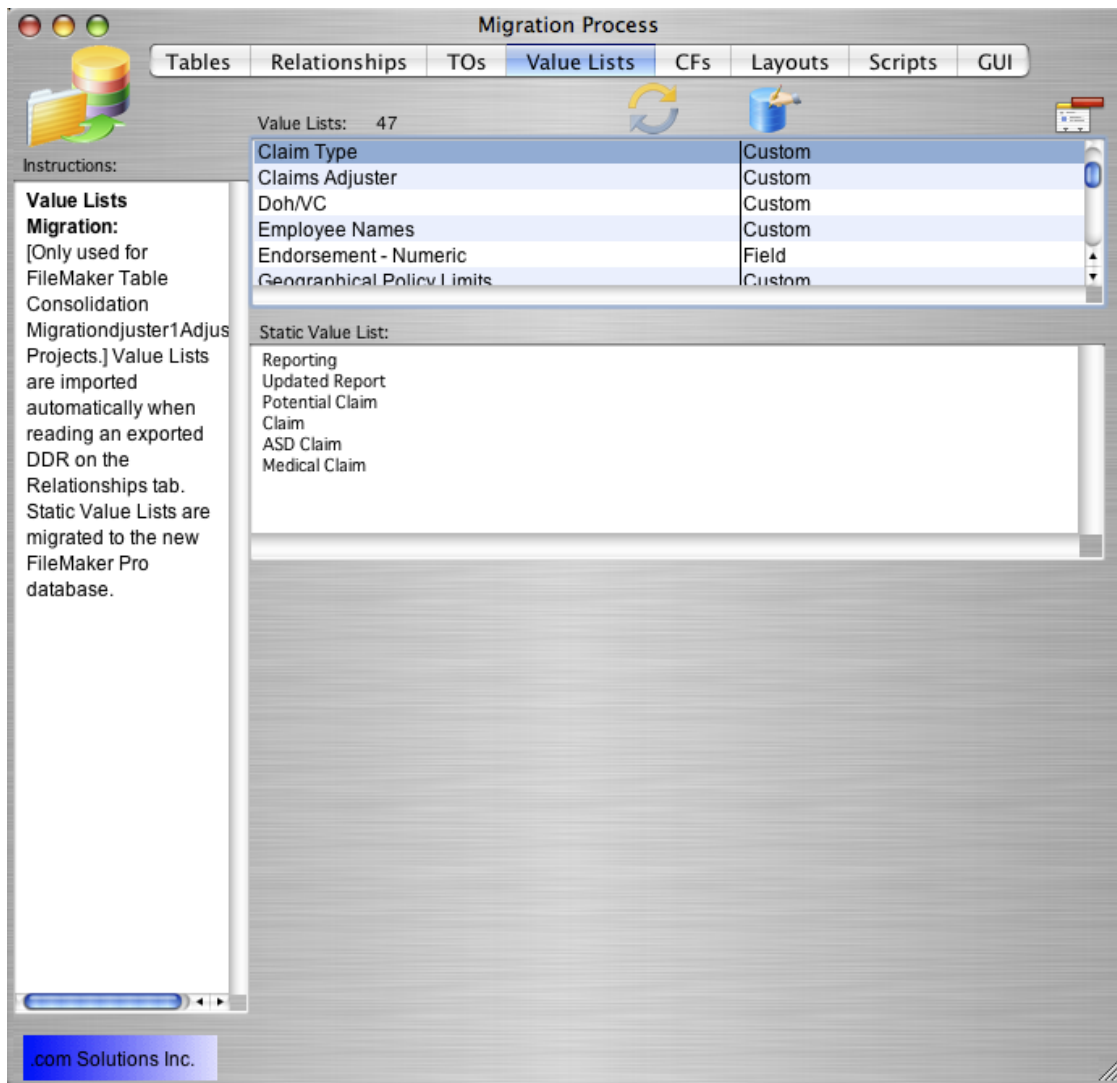 Migration Process
Tables Relationships TOs Value Lists CFs Layouts Scripts GUI
Value Lists: 47
Instructions:
Value Lists
Migration:
[Only used for
FileMaker Table
Consolidation
Migrationdjuster1Adjus
Projects.] Value Lists
are imported
automatically when
reading an exported
DDR on the
Relationships tab.
Static Value Lists are
migrated to the new
FileMaker Pro
database.
Claim Type Custom
Claims Adjuster Custom
Doh/VC Custom
Employee Names Custom
Endorsement - Numeric Field
Geographical Policy Limits Custom
Static Value List:
Reporting
Updated Report
Potential Claim
Claim
ASD Claim
Medical Claim
.com Solutions Inc.